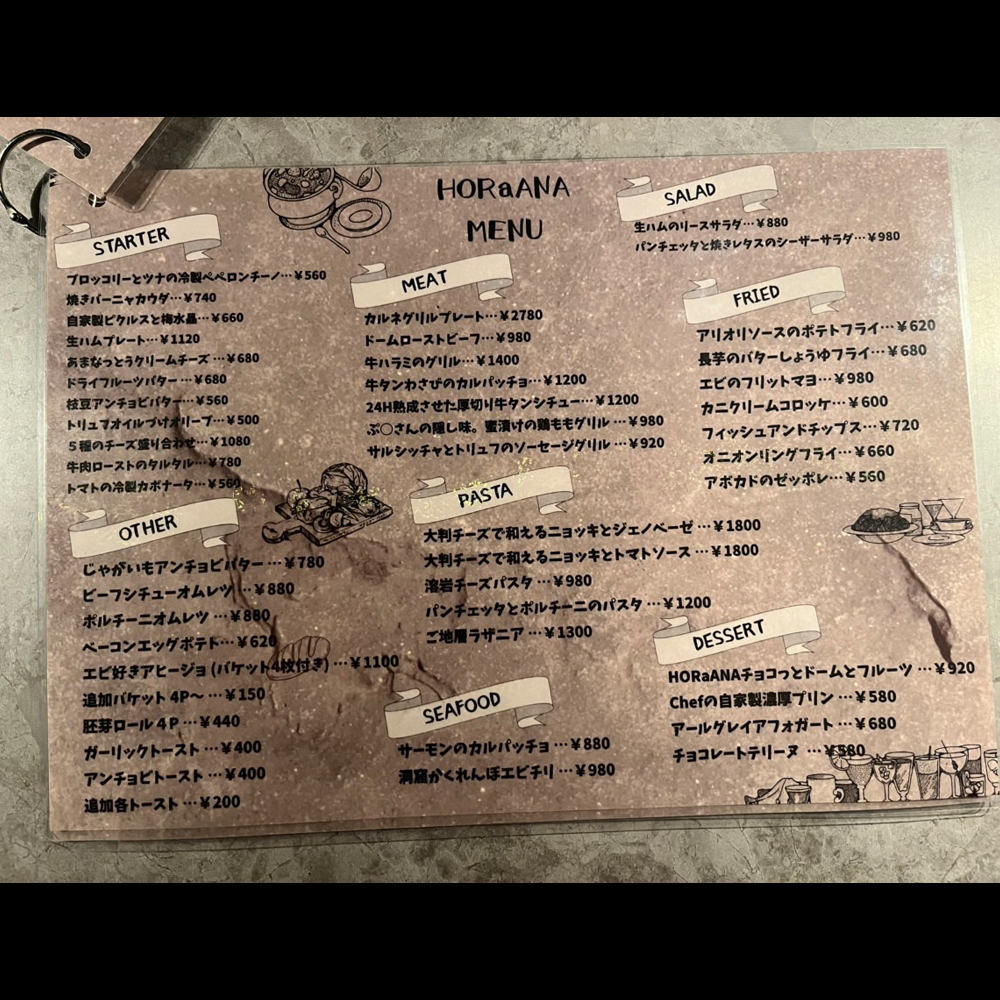 HORaANA
MENU
STARTER
ブロッコリーとツナの冷製ペペロンチーノ…¥560
焼きバーニャカウダ…¥740
自家製ピクルスと梅水晶…¥660
生ハムプレート…¥1120
あまなっとうクリームチーズ…¥680
ドライフルーツバター…¥680
枝豆アンチョビバター…¥560
トリュフオイルづけオリーブ…¥500
５種のチーズ盛り合わせ…¥1080
牛肉ローストのタルタル…¥780
トマトの冷製カポナータ…¥560
OTHER
じゃがいもアンチョビバター…¥780
ビーフシチューオムレツ…¥880
ポルチーニオムレツ…¥880
ベーコンエッグポテト…¥620
エビ好きアヒージョ(バケット4枚付き)…¥1100
追加バケット 4P〜…¥150
胚芽ロール４P…¥440
ガーリックトースト…¥400
アンチョビトースト…¥400
追加各トースト…¥200
MEAT
カルネグリルプレート…¥2780
ドームローストビーフ…¥980
牛ハラミのグリル…¥1400
牛タンわさびのカルパッチョ…¥1200
24H熟成させた厚切り牛タンシチュー…¥1200
ぷ〇さんの隠し味。蜜漬けの鶏ももグリル…¥980
サルシッチャとトリュフのソーセージグリル…¥920
PASTA
大判チーズで和えるニョッキとジェノベーゼ…¥1800
大判チーズで和えるニョッキとトマトソース…¥1800
溶岩チーズパスタ…¥980
パンチェッタとポルチーニのパスタ…¥1200
ご地層ラザニア…¥1300
SEAFOOD
サーモンのカルパッチョ…¥880
洞窟かくれんぼエビチリ…¥980
SALAD
生ハムのリースサラダ…¥880
パンチェッタと焼きレタスのシーザーサラダ…¥980
FRIED
アリオリソースのポテトフライ…¥620
長芋のバターしょうゆフライ…¥680
エビのフリットマヨ…¥980
カニクリームコロッケ…¥600
フィッシュアンドチップス…¥720
オニオンリングフライ…¥660
アボカドのゼッポレ…¥560
DESSERT
HORaANAチョコっとドームとフルーツ…¥920
Chefの自家製濃厚プリン…¥580
アールグレイアフォガート…¥680
チョコレートテリーヌ…¥580